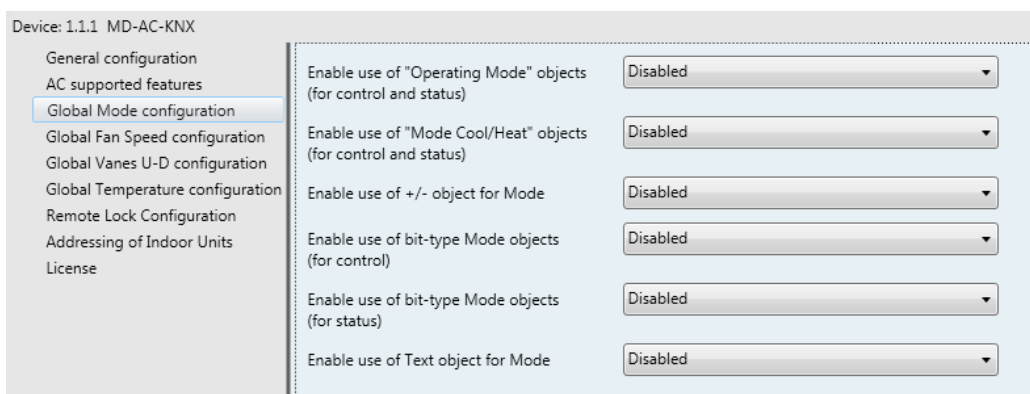 Device: 1.1.1 MD-AC-KNX
General configuration
AC supported features
Global Mode configuration
Global Fan Speed configuration
Global Vanes U-D configuration
Global Temperature configuration
Remote Lock Configuration
Addressing of Indoor Units
License
Enable use of "Operating Mode" objects
(for control and status)
Disabled
Enable use of "Mode Cool/Heat" objects
(for control and status)
Disabled
Enable use of +/- object for Mode
Disabled
Enable use of bit-type Mode objects
(for control)
Disabled
Enable use of bit-type Mode objects
(for status)
Disabled
Enable use of Text object for Mode
Disabled